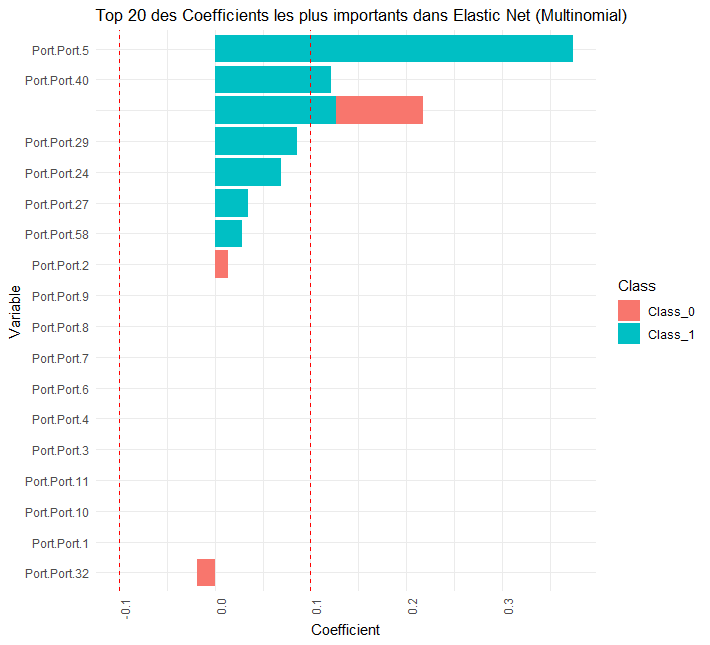 Top 20 des Coefficients les plus importants dans Elastic Net (Multinomial)
Port.Port.5
Port.Port.40
Port.Port.29
Port.Port.24
Port.Port.27
Port.Port.58
Port.Port.2
Port.Port.9
Port.Port.8
Port.Port.7
Port.Port.6
Port.Port.4
Port.Port.3
Port.Port.11
Port.Port.10
Port.Port.1
Port.Port.32
Variable
-0.1
0.0
0.1
0.2
0.3
Coefficient
Class
Class_0
Class_1